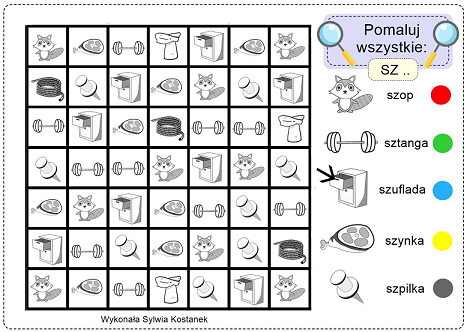 Pomaluj
wszystkie:
SZ ..
szop
sztanga
szuflada
szynka
szpilka
Wykonała Sylwia Kostanek